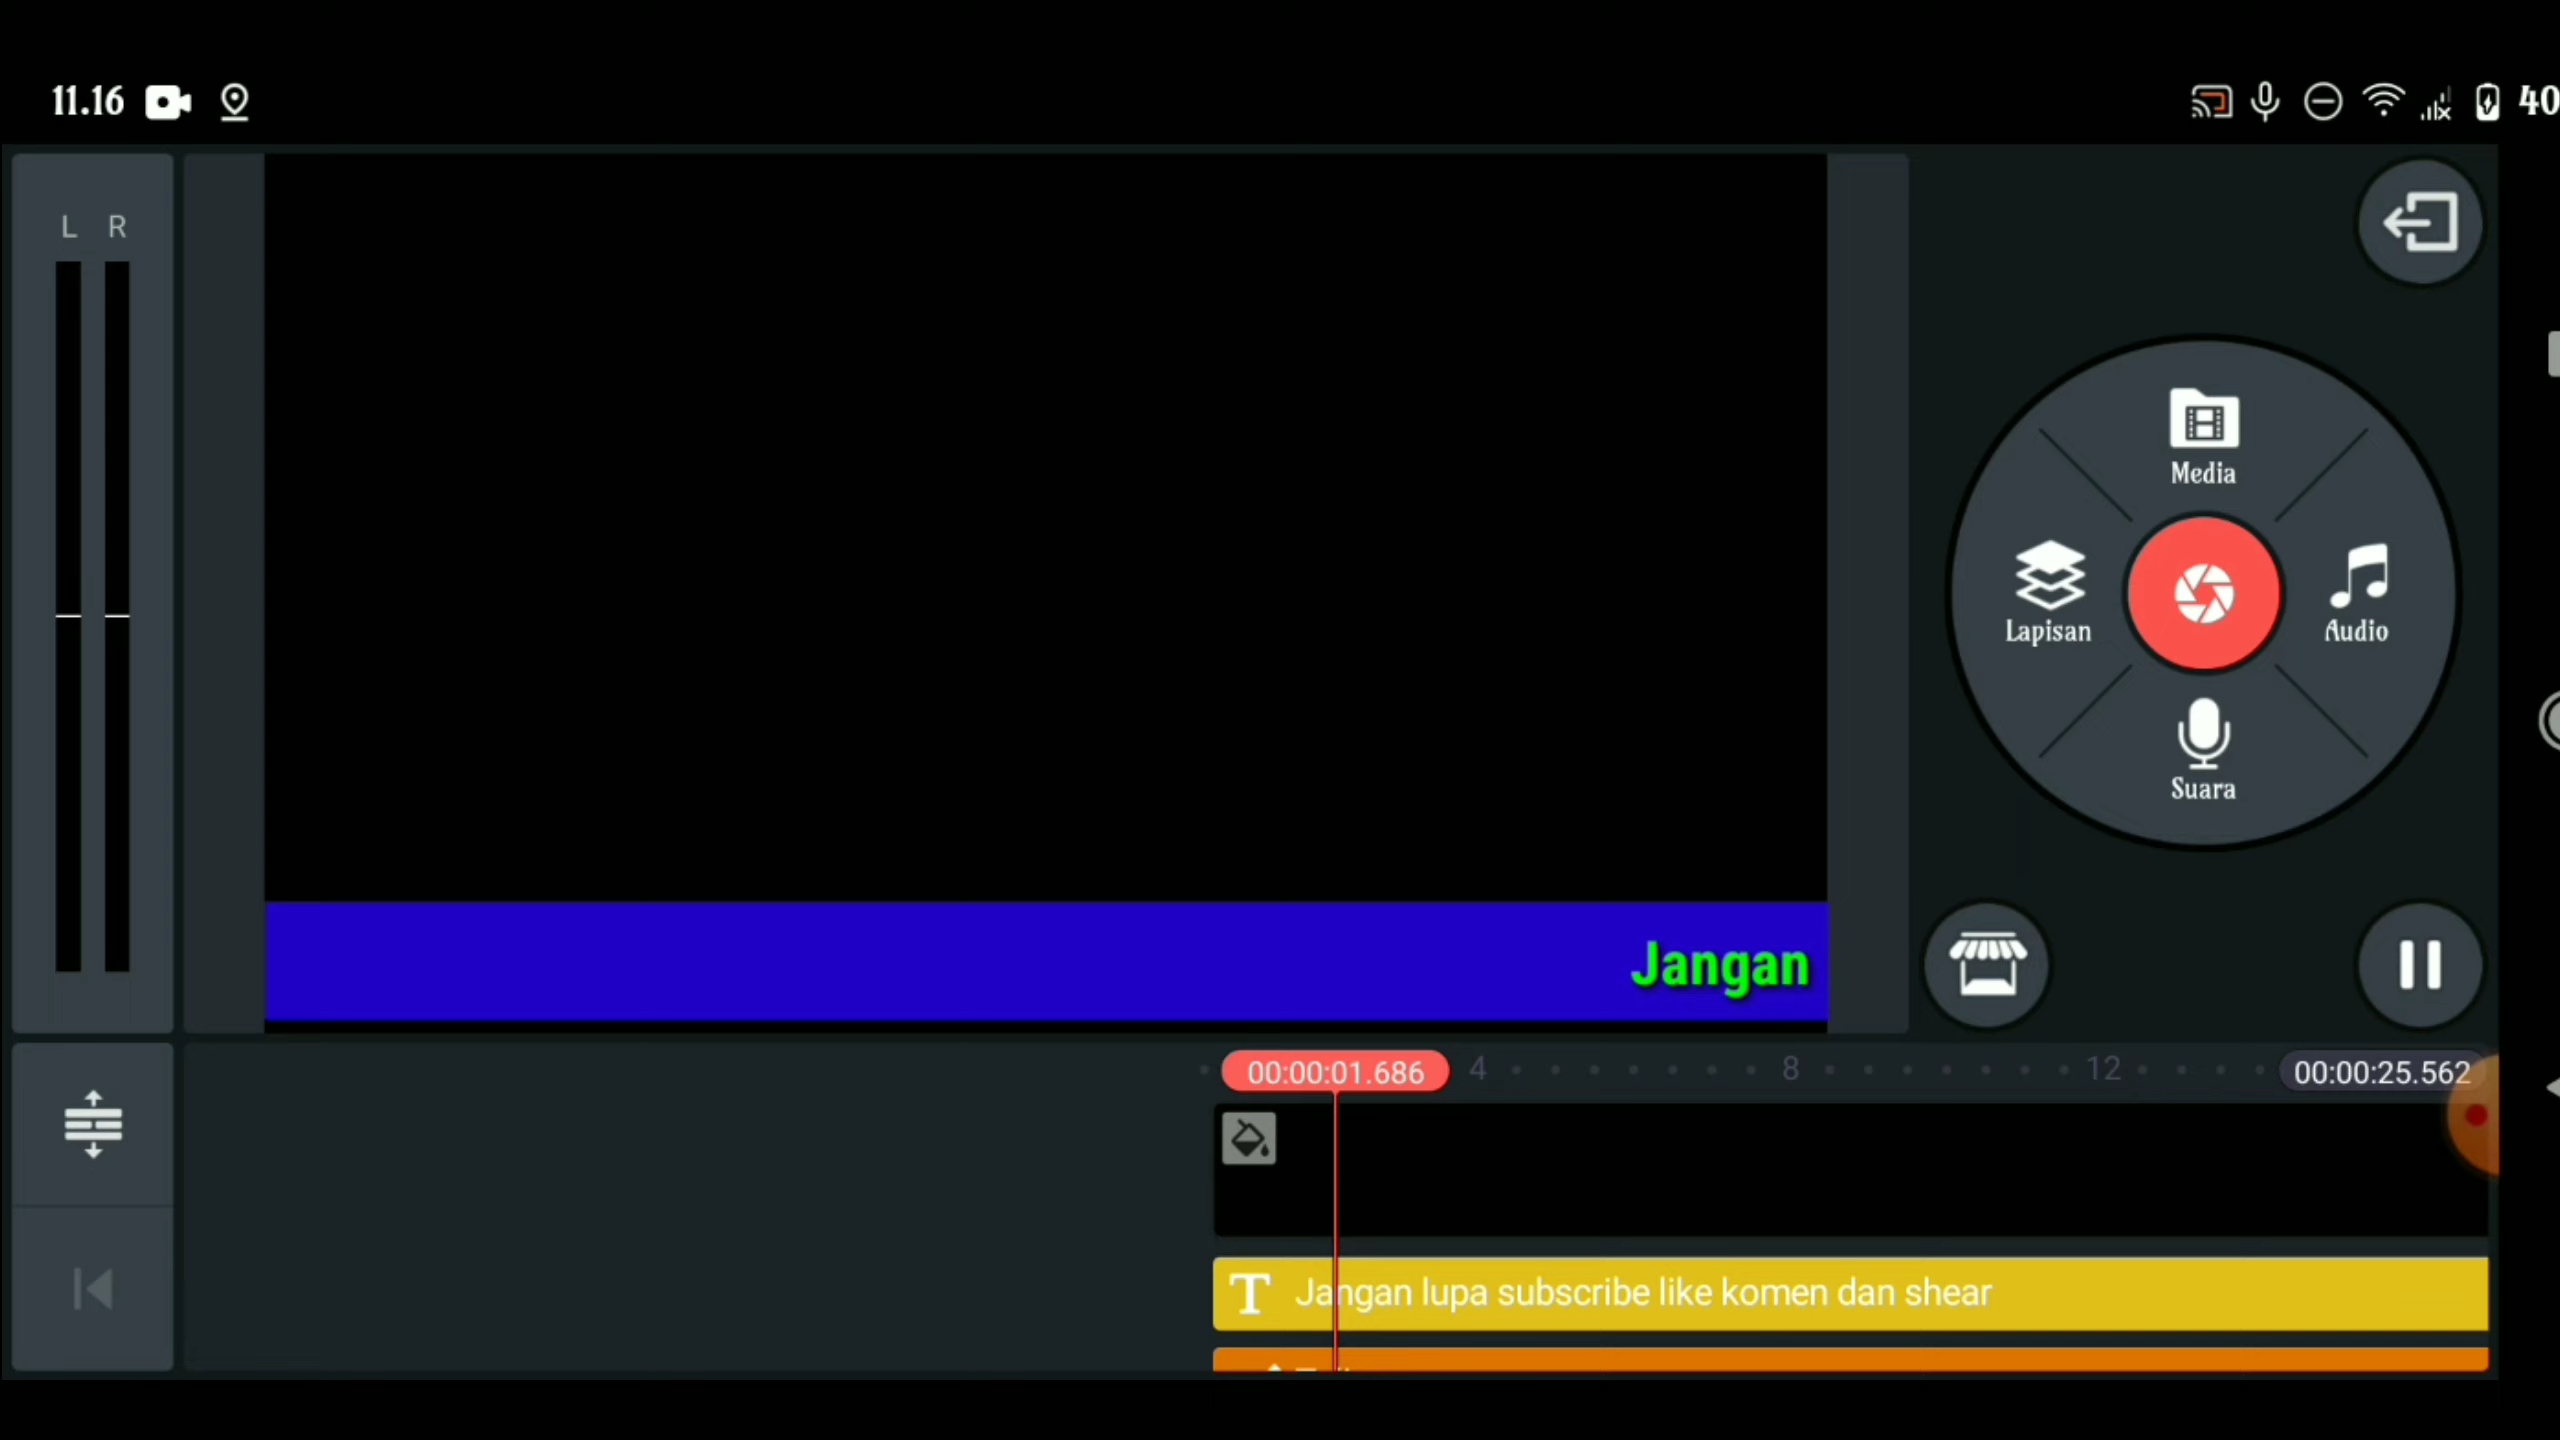 11.16
40
L R
Media
Lapisan
Audio
Suara
Jangan
00:00:01.686
4
8
12
00:00:25.562
T Jangan lupa subscribe like komen dan shear